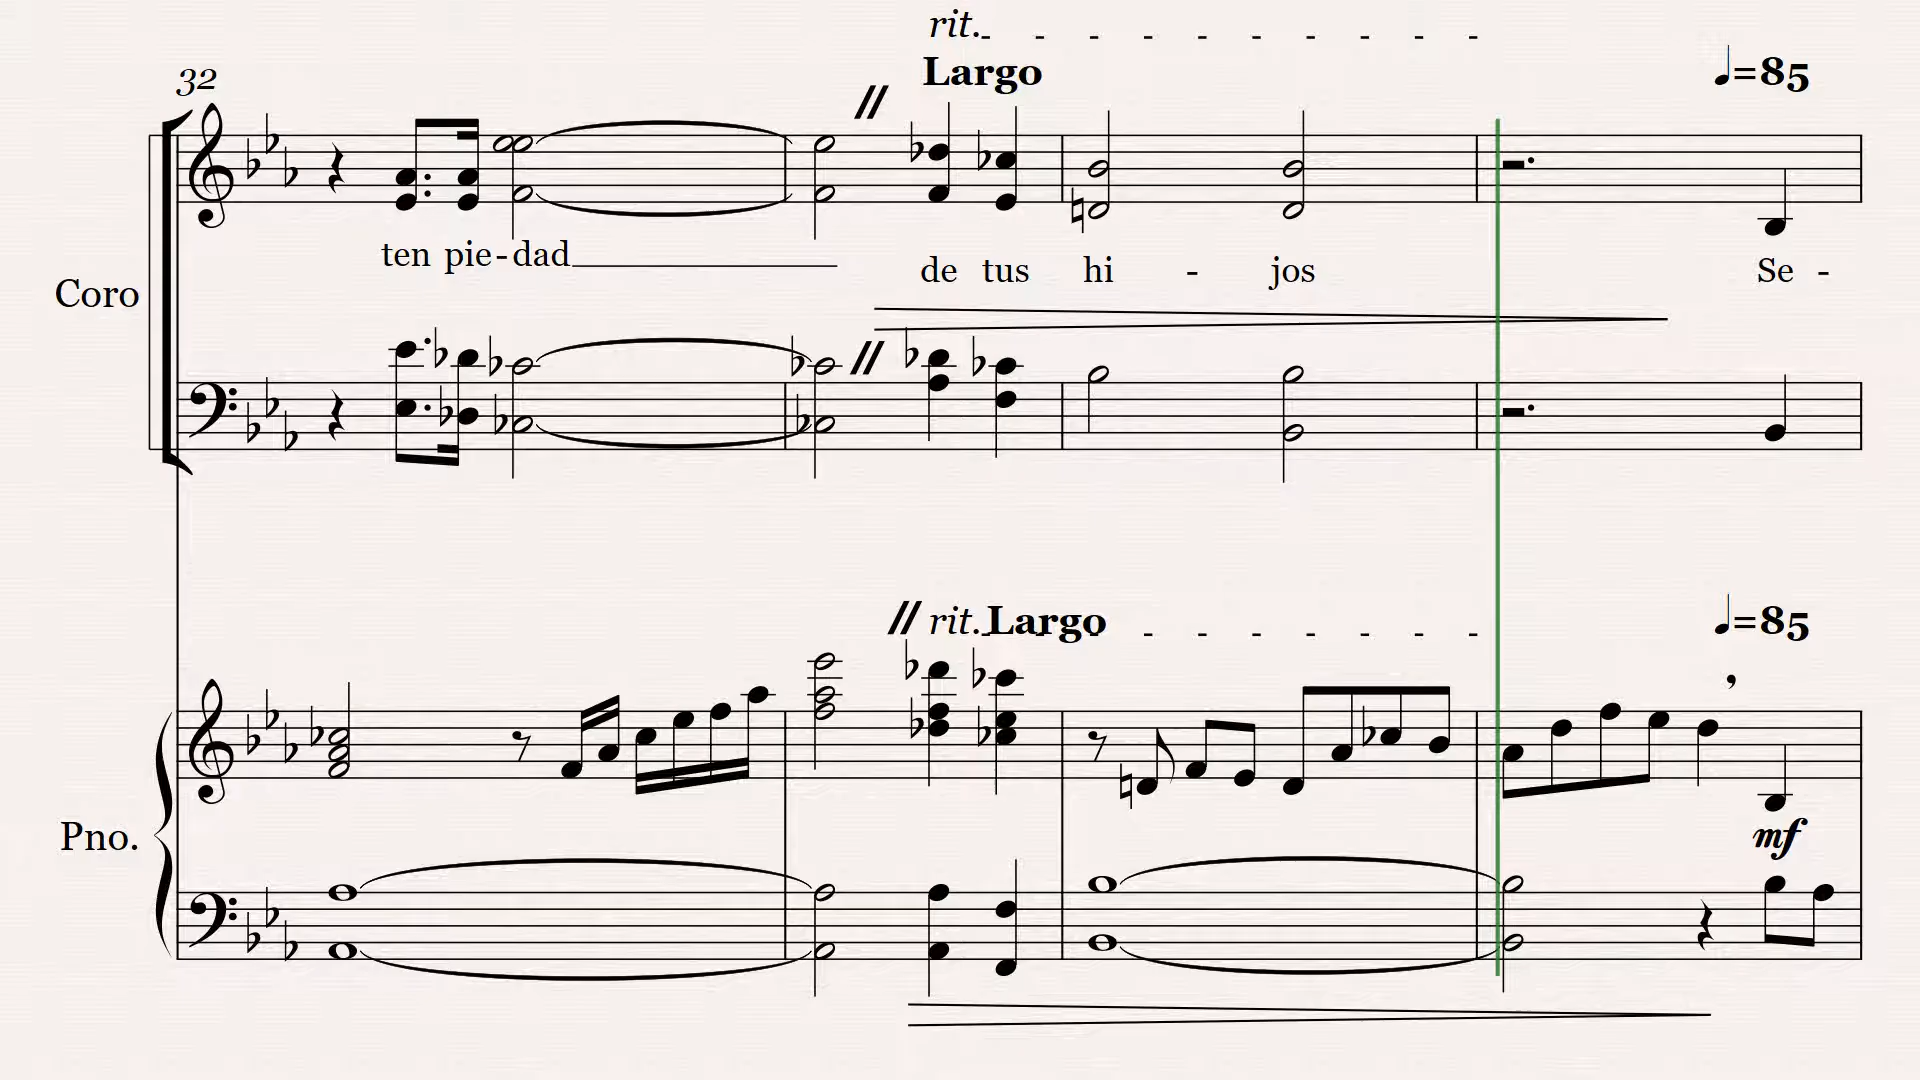 rit.
Largo
♩=85
32
ten pie-dad
de tus hi - jos Se -
Coro
rit. Largo
♩=85
Pno.
mf